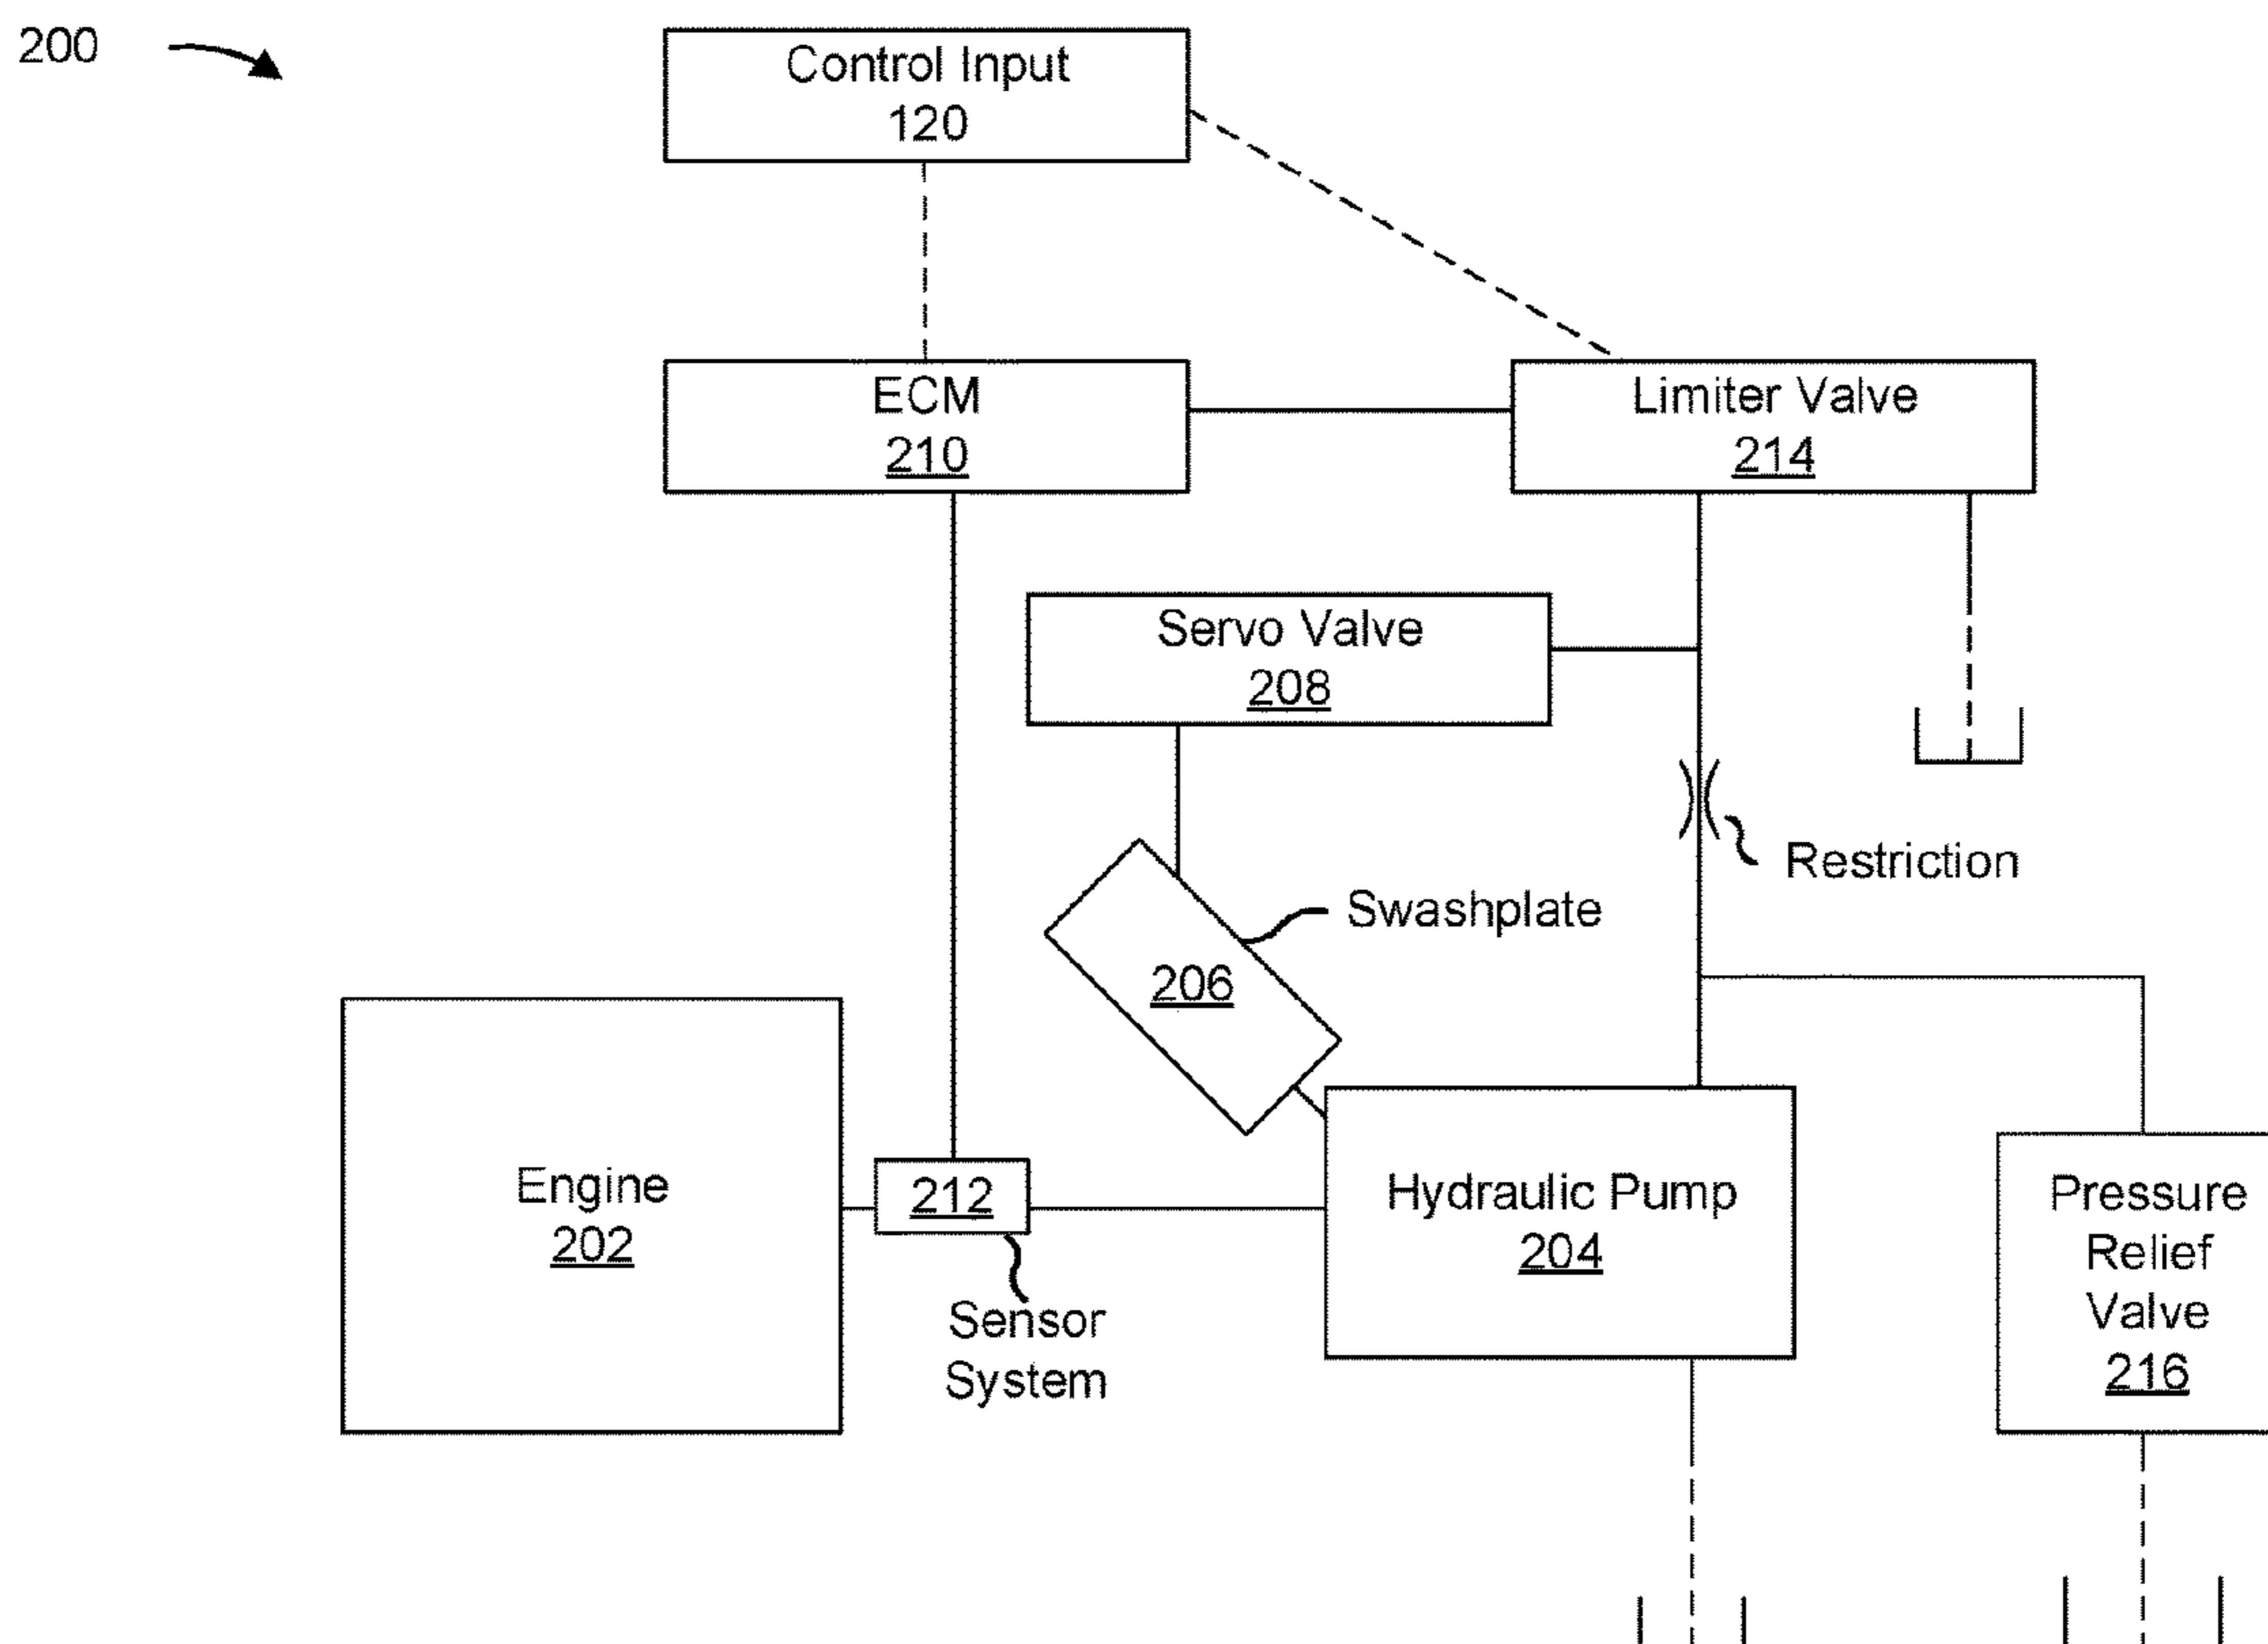 200
Control Input
120
ECM
210
Limiter Valve
214
Servo Valve
208
Restriction
Swashplate
206
Engine
202
212
Sensor
System
Hydraulic Pump
204
Pressure
Relief
Valve
216